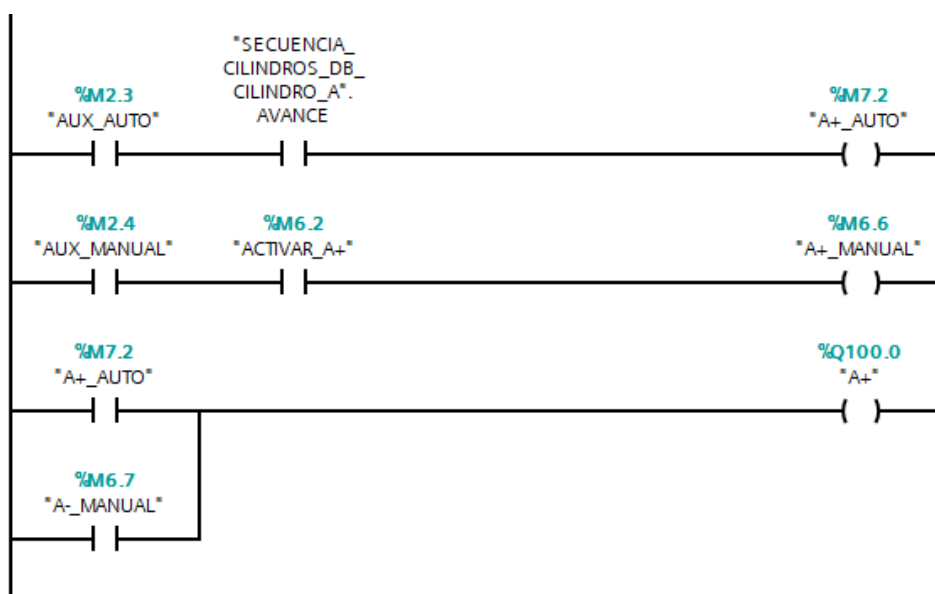 "SECUENCIA_
CILINDROS_DB_
CILINDRO_A".
AVANCE
%M2.3
"AUX_AUTO"
%M7.2
"A+_AUTO"
%M2.4
"AUX_MANUAL"
%M6.2
"ACTIVAR_A+"
%M6.6
"A+_MANUAL"
%M7.2
"A+_AUTO"
%Q100.0
"A+"
%M6.7
"A-_MANUAL"